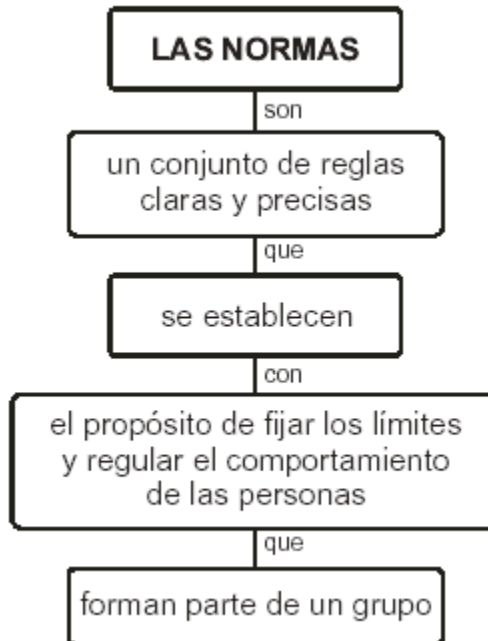 LAS NORMAS
son
un conjunto de reglas
claras y precisas
que
se establecen
con
el propósito de fijar los límites
y regular el comportamiento
de las personas
que
forman parte de un grupo